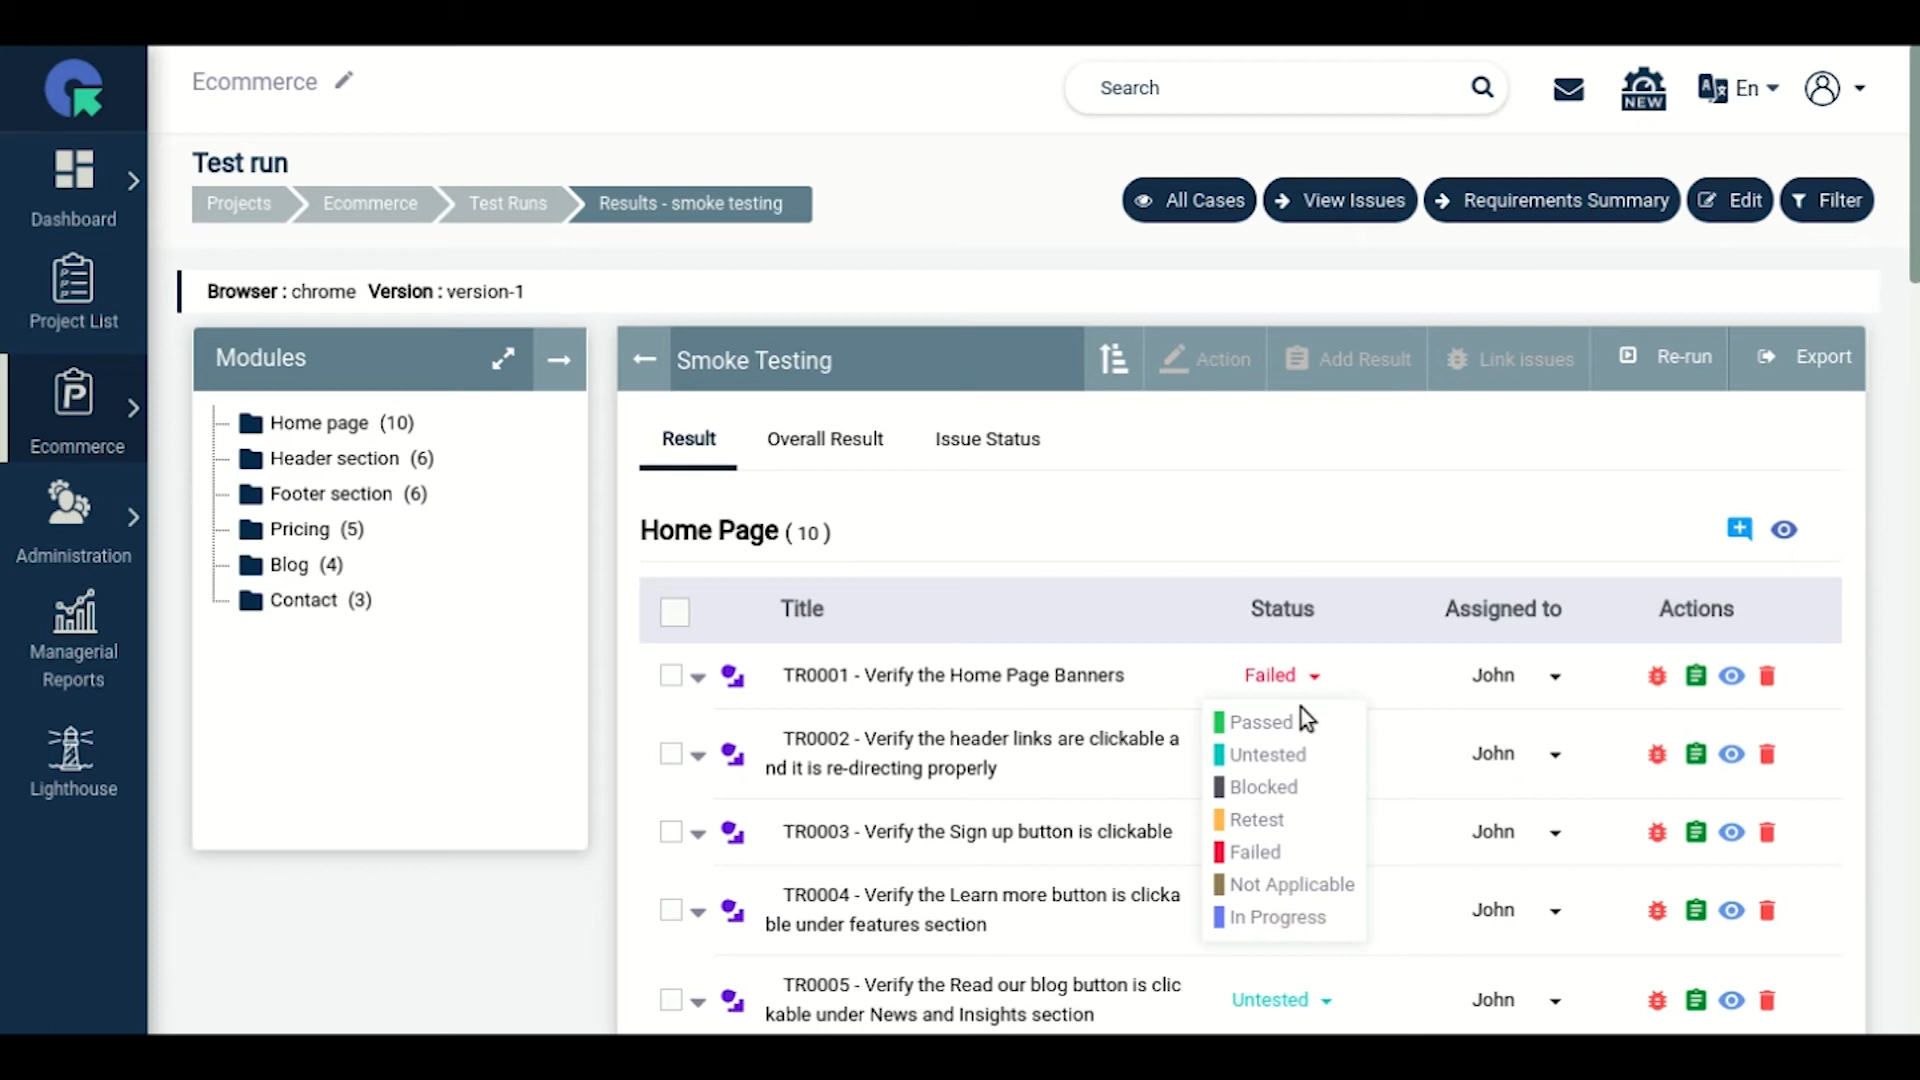 Ecommerce
Search
NEW
En
Dashboard
Project List
Ecommerce
Administration
Managerial
Reports
Lighthouse
Test run
Projects
Ecommerce
Test Runs
Results - smoke testing
All Cases
View Issues
Requirements Summary
Edit
Filter
Browser : chrome Version : version-1
Modules
Home page (10)
Header section (6)
Footer section (6)
Pricing (5)
Blog (4)
Contact (3)
Smoke Testing
Action
Add Result
Link issues
Re-run
Export
Result
Overall Result
Issue Status
Home Page ( 10 )
Title
Status
Assigned to
Actions
TR0001 - Verify the Home Page Banners
Failed
John
Passed
Untested
Blocked
Retest
Failed
Not Applicable
In Progress
TR0002 - Verify the header links are clickable a
nd it is re-directing properly
John
TR0003 - Verify the Sign up button is clickable
John
TR0004 - Verify the Learn more button is clicka
ble under features section
John
TR0005 - Verify the Read our blog button is clic
kable under News and Insights section
Untested
John